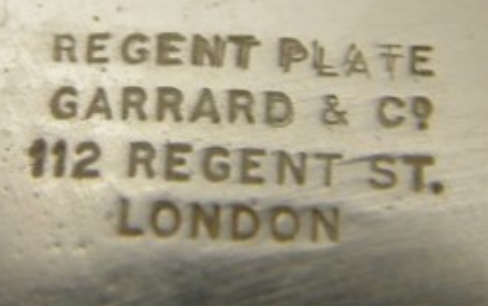 REGENT PLATE
GARRARD & Cº
112 REGENT ST.
LONDON